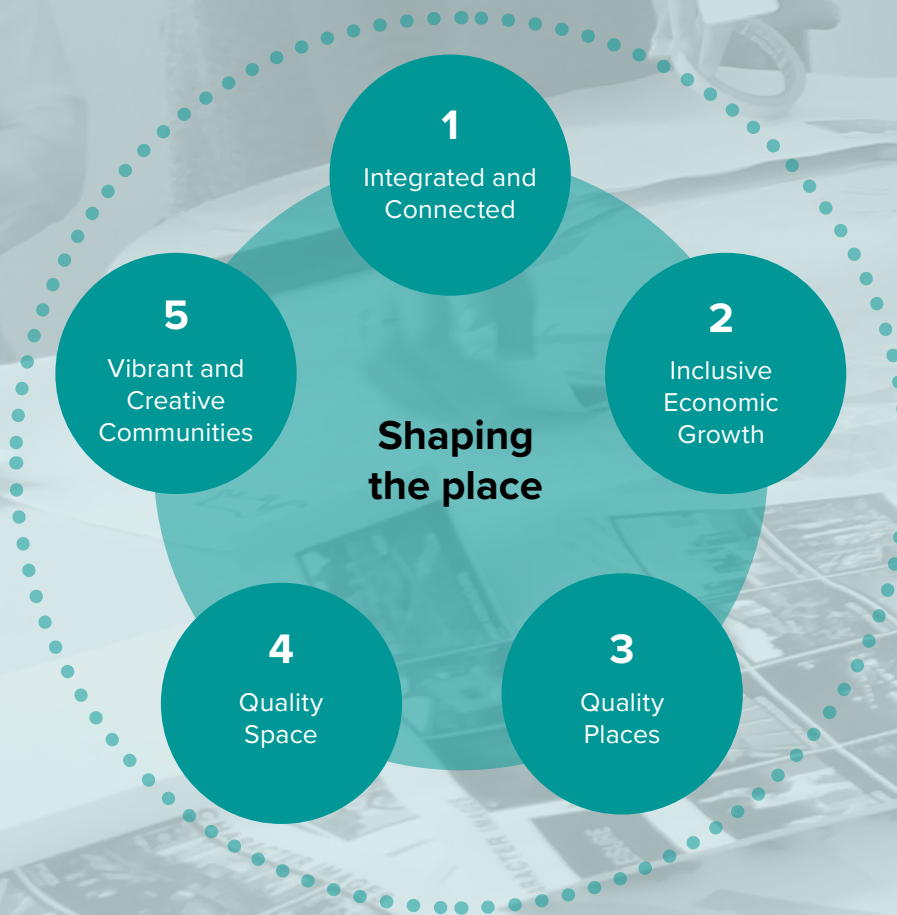 1
Integrated and
Connected
2
Inclusive
Economic
Growth
3
Quality
Places
4
Quality
Space
5
Vibrant and
Creative
Communities
Shaping
the place